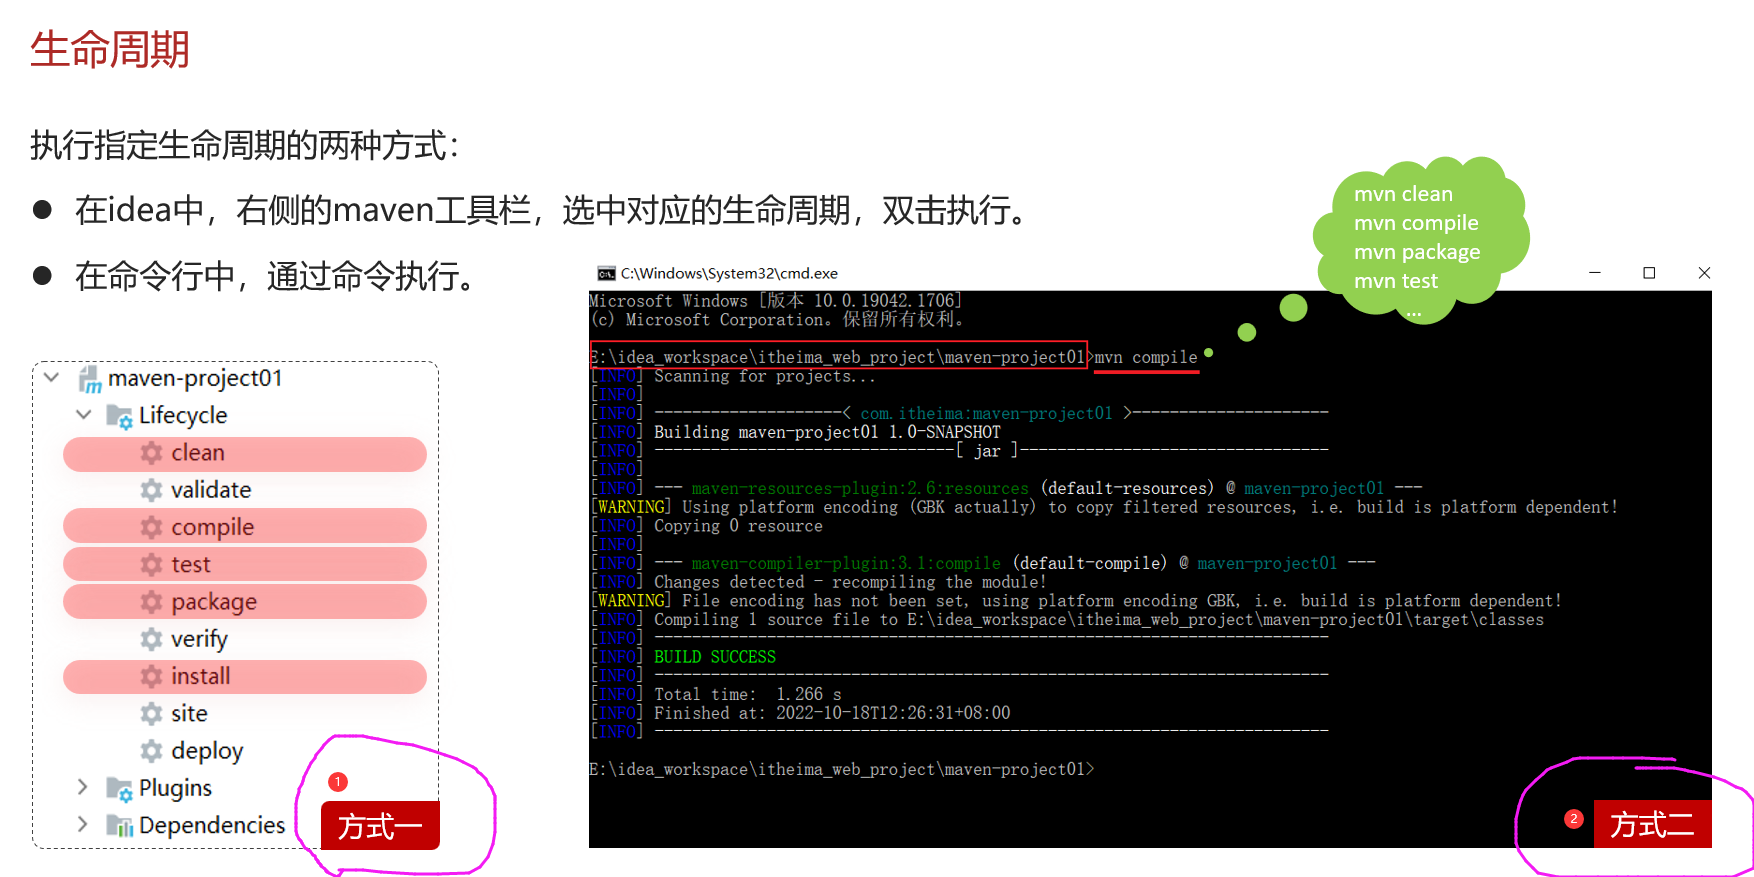 生命周期
执行指定生命周期的两种方式：
● 在idea中，右侧的maven工具栏，选中对应的生命周期，双击执行。
● 在命令行中，通过命令执行。
maven-project01
Lifecycle
clean
validate
compile
test
package
verify
install
site
deploy
Plugins
Dependencies
1
方式一
mvn clean
mvn compile
mvn package
mvn test
...
C:\Windows\System32\cmd.exe
Microsoft Windows [版本 10.0.19042.1706]
(c) Microsoft Corporation。保留所有权利。
E:\idea_workspace\itheima_web_project\maven-project01>mvn compile
[INFO] Scanning for projects...
[INFO]
[INFO] --------------------< com.itheima:maven-project01 >---------------------
[INFO] Building maven-project01 1.0-SNAPSHOT
[INFO] --------------------------------[ jar ]---------------------------------
[INFO]
[INFO] --- maven-resources-plugin:2.6:resources (default-resources) @ maven-project01 ---
[WARNING] Using platform encoding (GBK actually) to copy filtered resources, i.e. build is platform dependent!
[INFO] Copying 0 resource
[INFO]
[INFO] --- maven-compiler-plugin:3.1:compile (default-compile) @ maven-project01 ---
[INFO] Changes detected - recompiling the module!
[WARNING] File encoding has not been set, using platform encoding GBK, i.e. build is platform dependent!
[INFO] Compiling 1 source file to E:\idea_workspace\itheima_web_project\maven-project01\target\classes
[INFO] ------------------------------------------------------------------------
[INFO] BUILD SUCCESS
[INFO] ------------------------------------------------------------------------
[INFO] Total time:  1.266 s
[INFO] Finished at: 2022-10-18T12:26:31+08:00
[INFO] ------------------------------------------------------------------------
E:\idea_workspace\itheima_web_project\maven-project01>
2
方式二